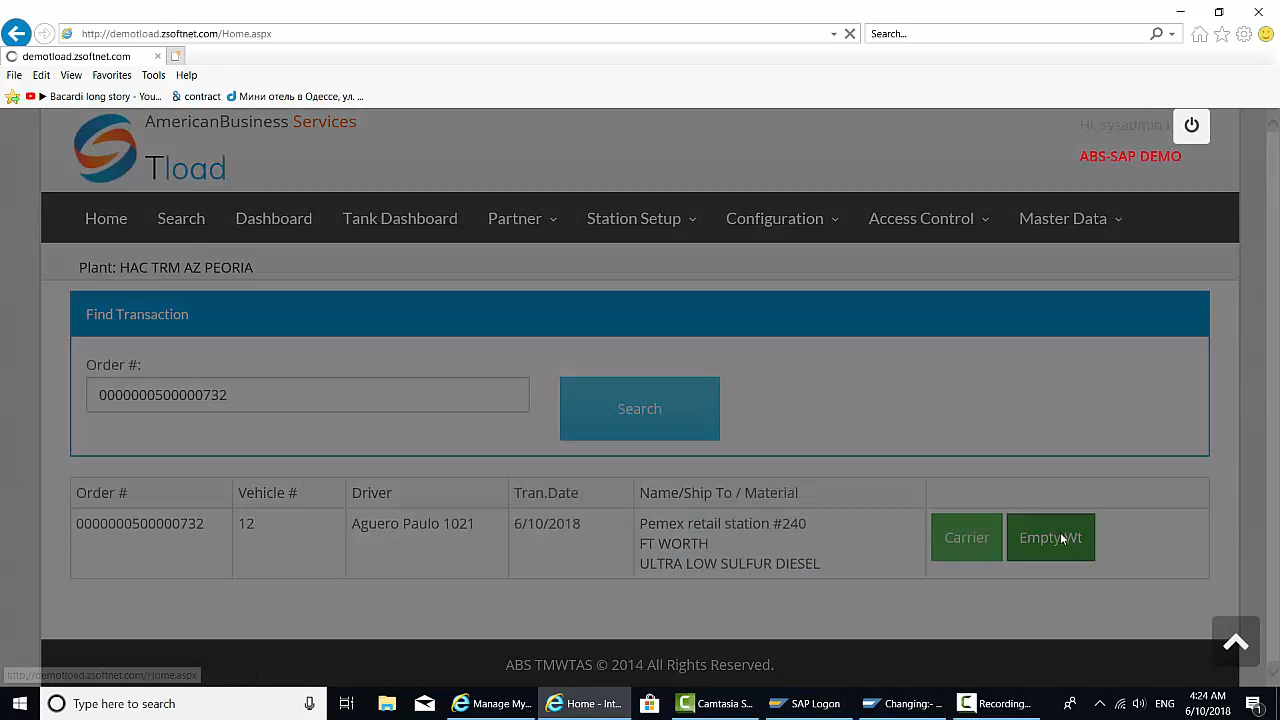 http://demotload.zsoftnet.com/Home.aspx
Search...
demotload.zsoftnet.com
File Edit View Favorites Tools Help
Bacardi long story - You... contract Мини отель в Одессе, ул. ...
AmericanBusiness Services
Tload
Hi, sysadmin
ABS-SAP DEMO
Home Search Dashboard Tank Dashboard Partner Station Setup Configuration Access Control Master Data
Plant: HAC TRM AZ PEORIA
Find Transaction
Order #:
0000000500000732
Search
Order # Vehicle # Driver Tran.Date Name/Ship To / Material
0000000500000732 12 Aguero Paulo 1021 6/10/2018 Pemex retail station #240
FT WORTH
ULTRA LOW SULFUR DIESEL
Carrier Empty Wt
ABS TMWTAS © 2014 All Rights Reserved.
http://demotload.zsoftnet.com/Home.aspx
Type here to search
Manage My... Home - Int... Camtasia S... SAP Logon Changing:- ... Recording...
ENG
4:24 AM
6/10/2018